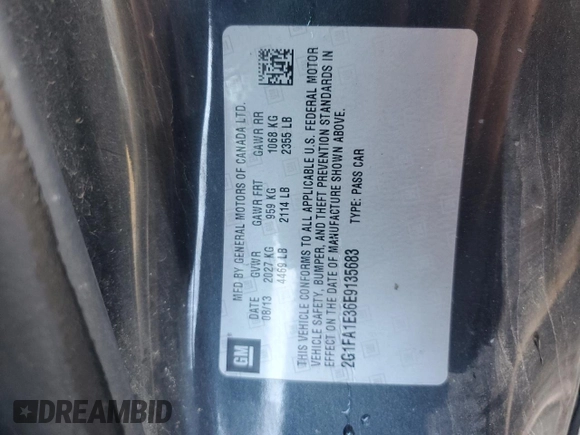 GM
MFD BY GENERAL MOTORS OF CANADA LTD.
DATE GVWR GAWR FRT GAWR RR
08/13 2027 KG 959 KG 1068 KG
4469 LB 2114 LB 2355 LB
THIS VEHICLE CONFORMS TO ALL APPLICABLE U.S. FEDERAL MOTOR
VEHICLE SAFETY, BUMPER, AND THEFT PREVENTION STANDARDS IN
EFFECT ON THE DATE OF MANUFACTURE SHOWN ABOVE.
2G1FA1E36E9135683 TYPE: PASS CAR
DREAMBID